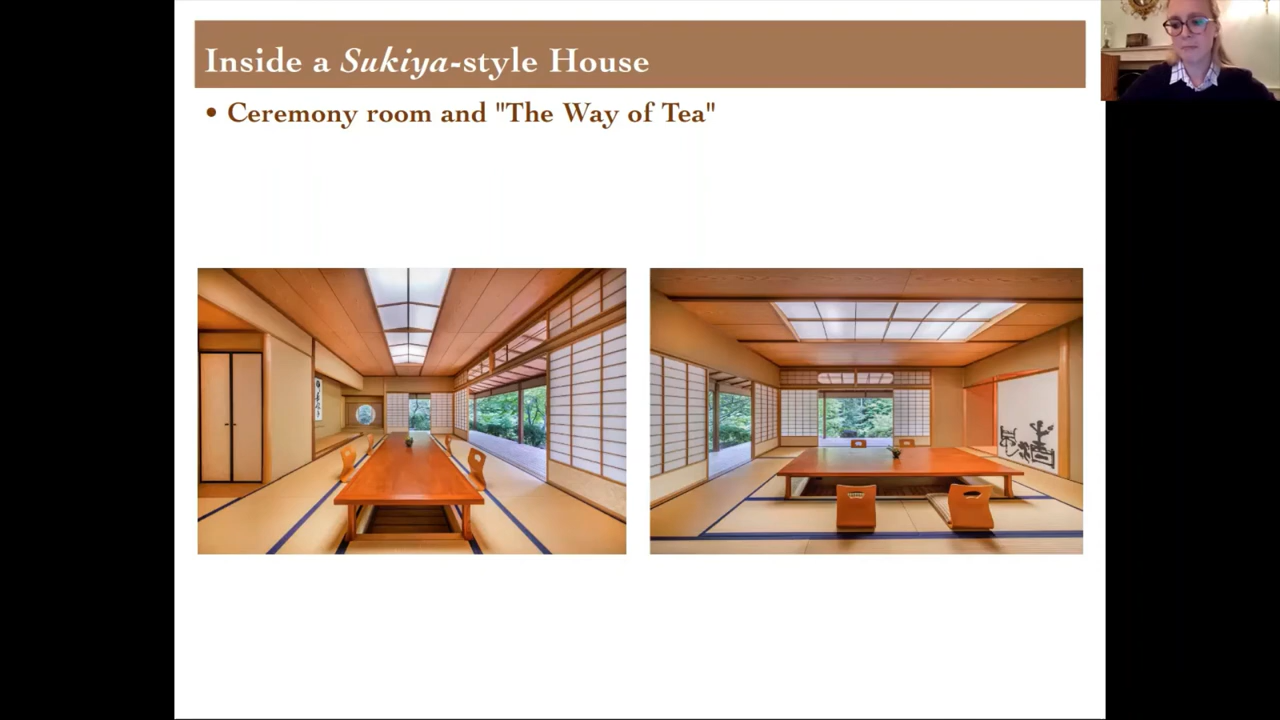 Inside a Sukiya-style House
• Ceremony room and "The Way of Tea"